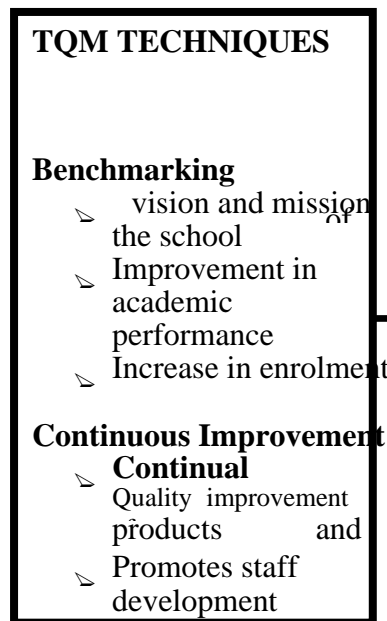 TQM TECHNIQUES
Benchmarking
➢ vision and mission of
the school
➢ Improvement in
academic
performance
➢ Increase in enrolment
Continuous Improvement
➢ Continual
Quality improvement
products and
➢ Promotes staff
development